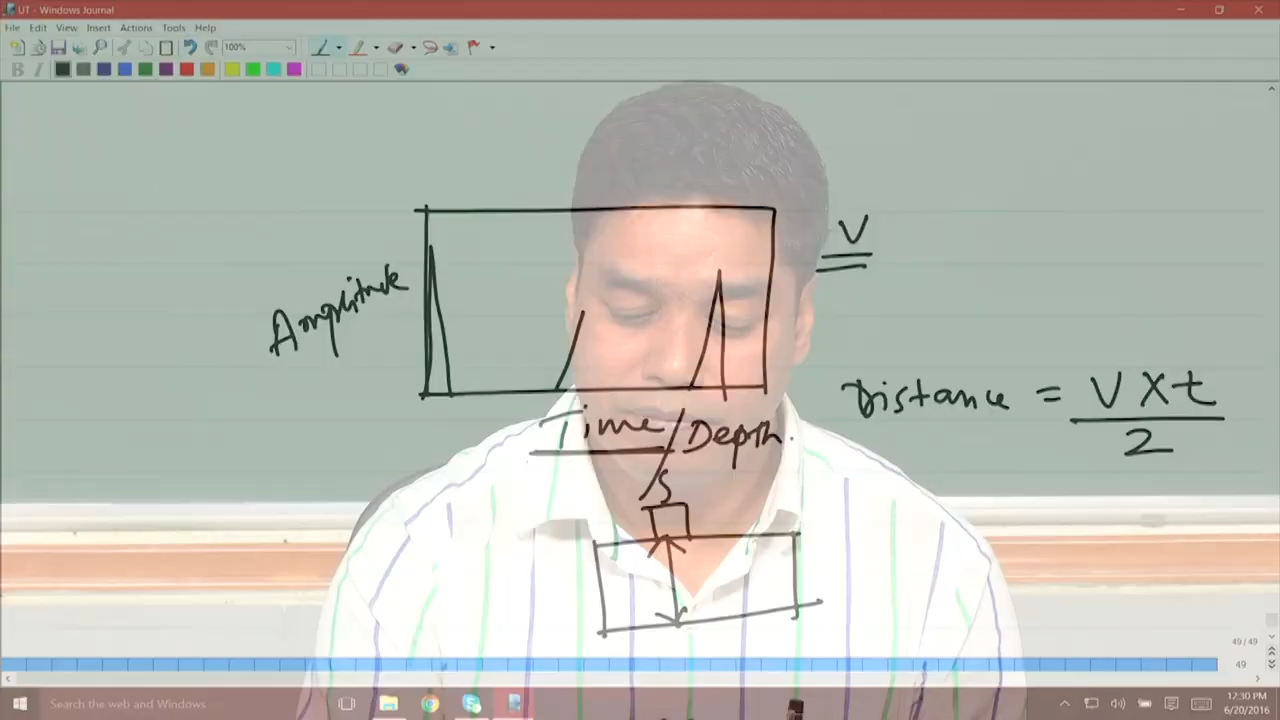 UT - Windows Journal
File Edit View Insert Actions Tools Help
100%
B I
Amplitude
V
Distance = V X t
2
Time / Depth.
S
49 / 49
49
Search the web and Windows
12:30 PM
6/20/2016